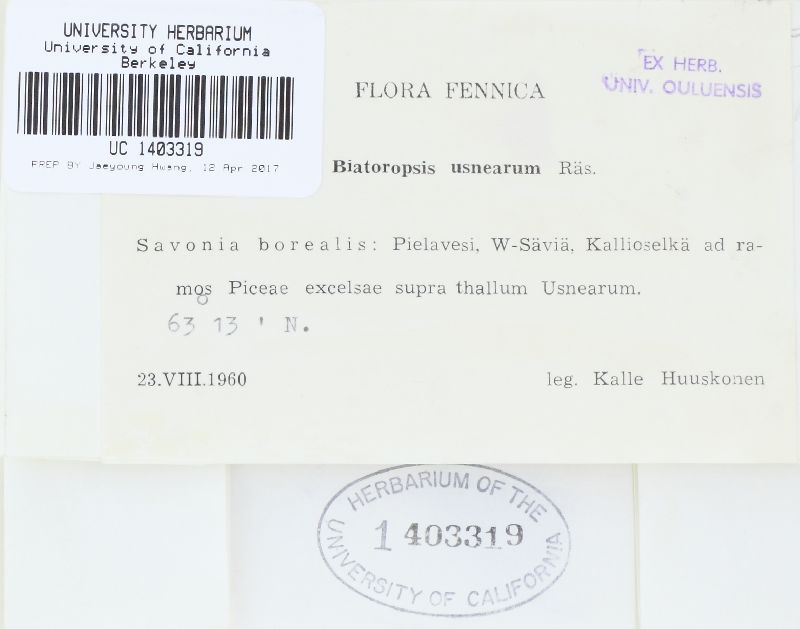 UNIVERSITY HERBARIUM
University of California
Berkeley
UC 1403319
PREP BY Jaeyoung Hwang, 12 Apr 2017
EX HERB.
UNIV. OULUENSIS
FLORA FENNICA
Biatoropsis usnearum Räs.
Savonia borealis: Pielavesi, W-Säviä, Kallioselkä ad ra-
mos Piceae excelsae supra thallum Usnearum.
63° 13' N.
23.VIII.1960 leg. Kalle Huuskonen
HERBARIUM OF THE
1403319
UNIVERSITY OF CALIFORNIA